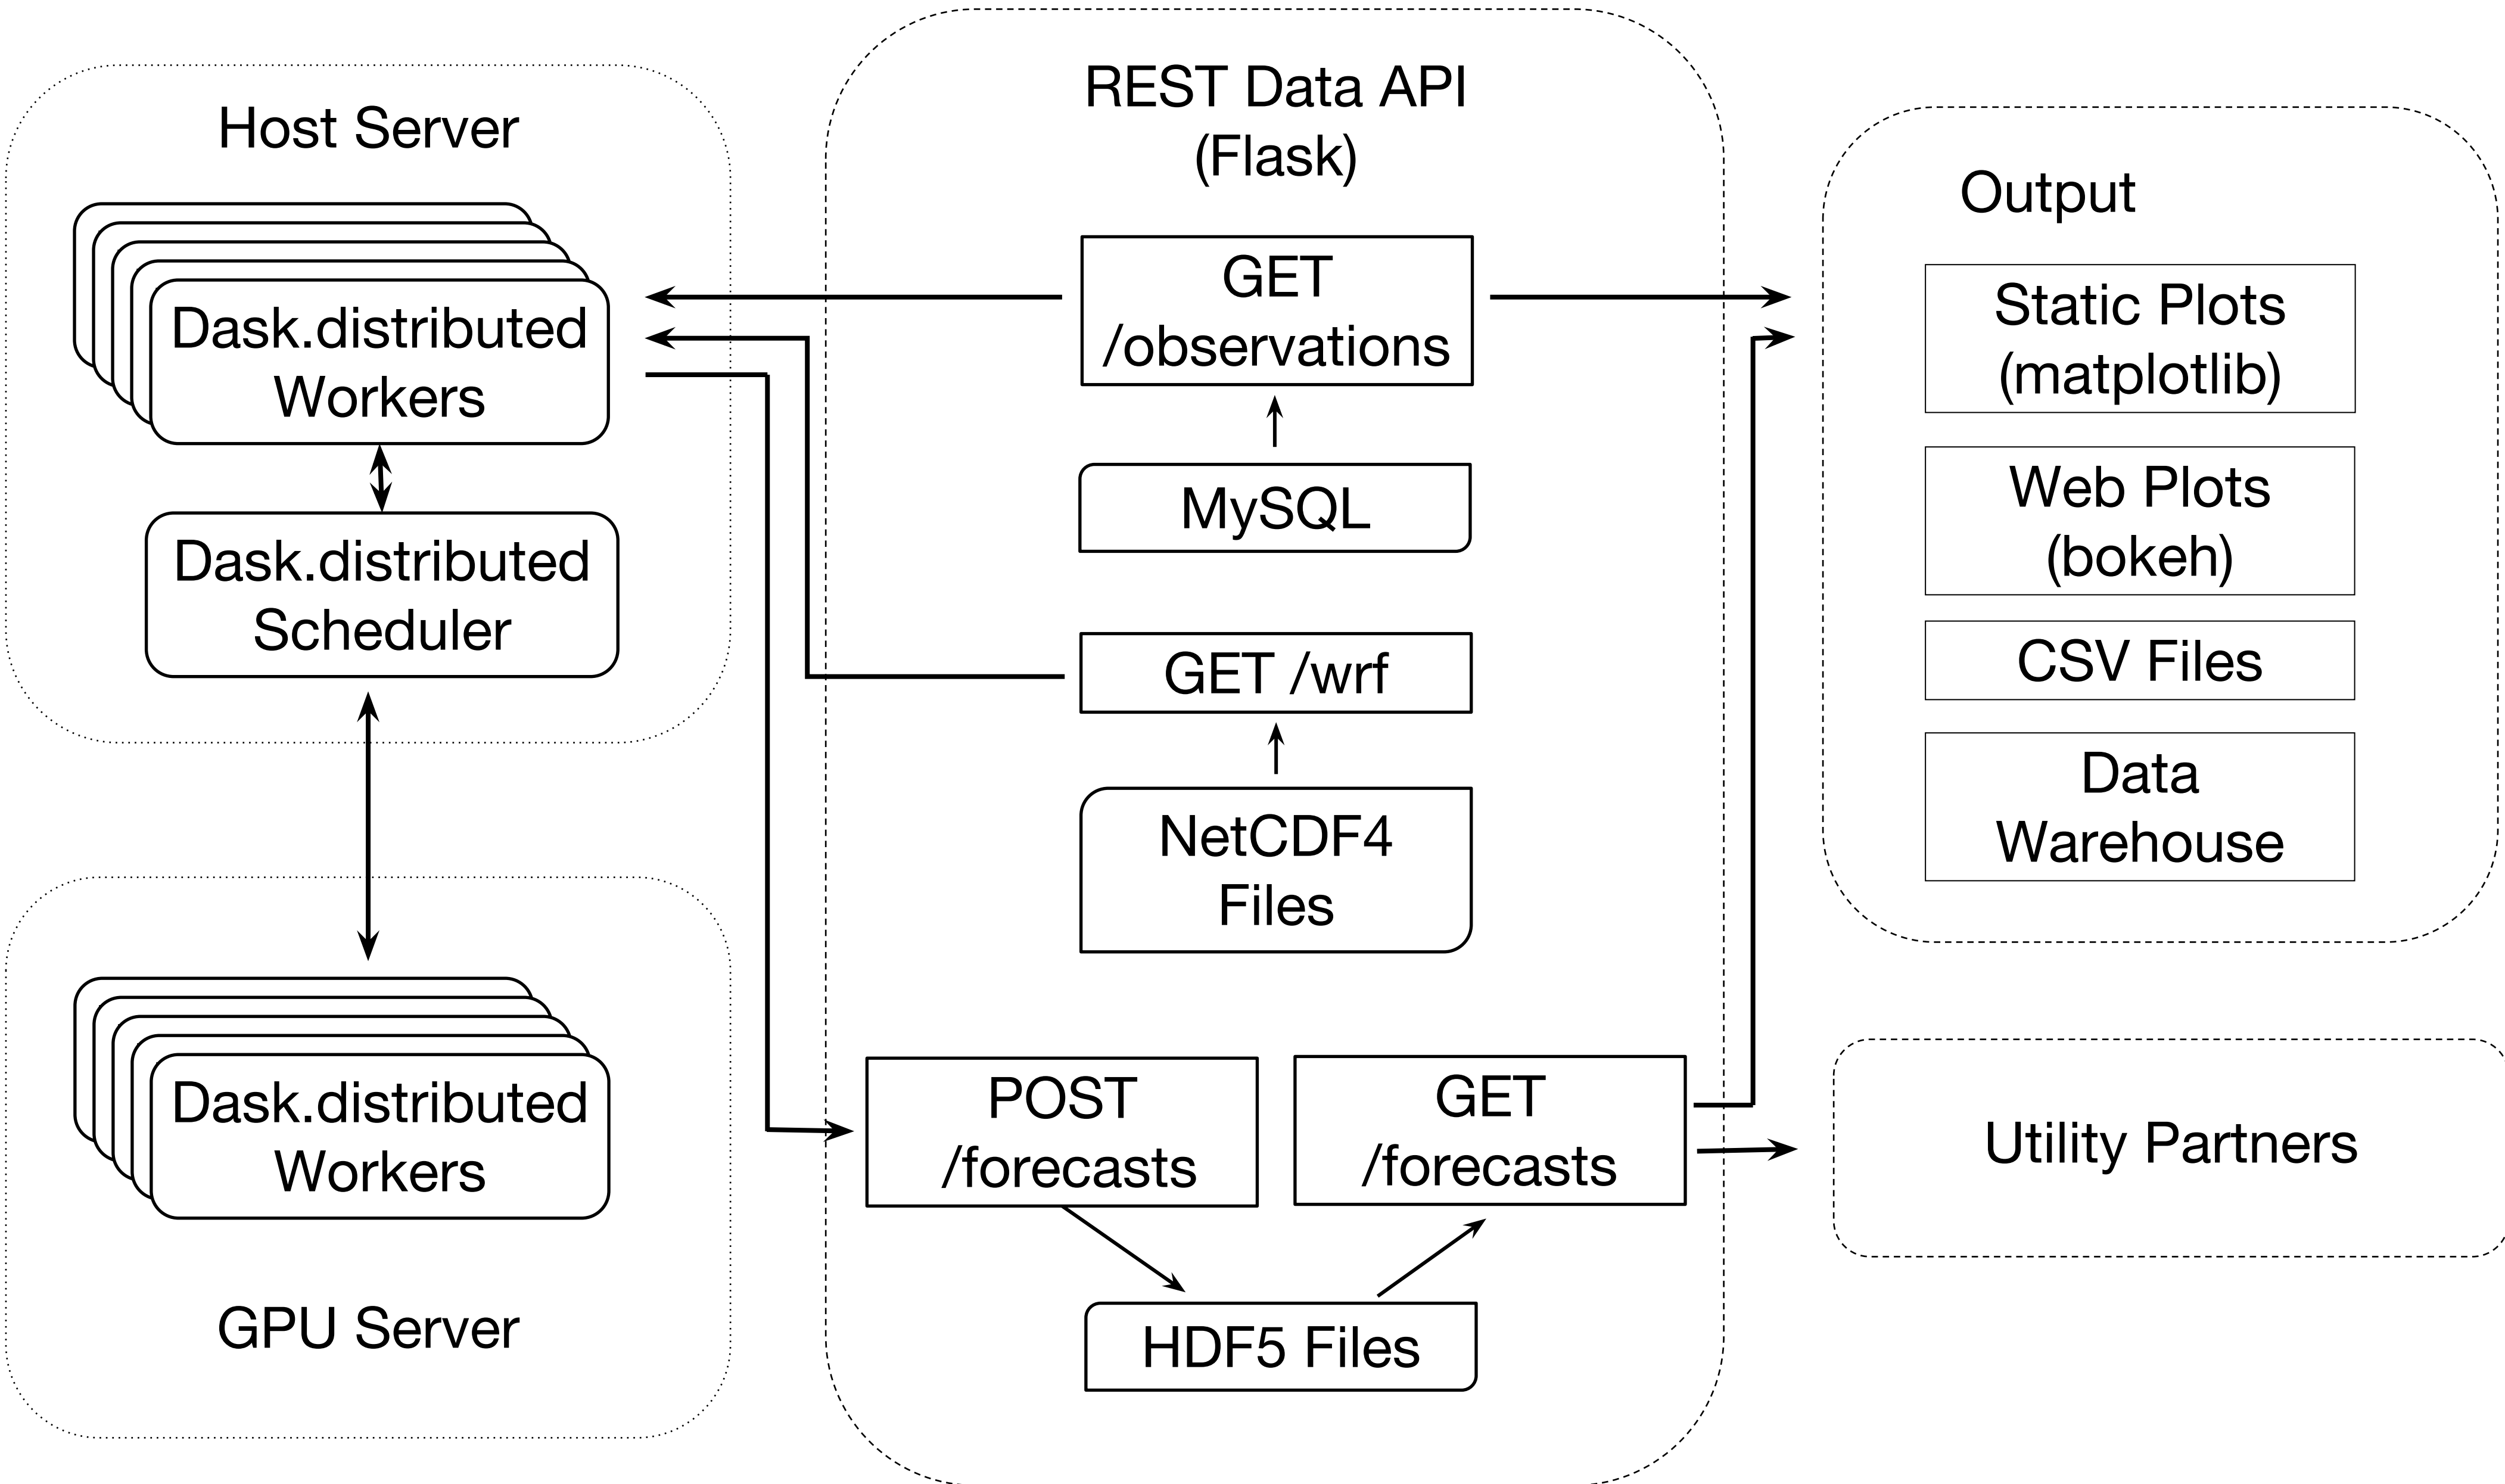 Host Server
Dask.distributed
Workers
Dask.distributed
Scheduler
Dask.distributed
Workers
GPU Server
REST Data API
(Flask)
GET
/observations
MySQL
GET /wrf
NetCDF4
Files
POST
/forecasts
GET
/forecasts
HDF5 Files
Output
Static Plots
(matplotlib)
Web Plots
(bokeh)
CSV Files
Data
Warehouse
Utility Partners